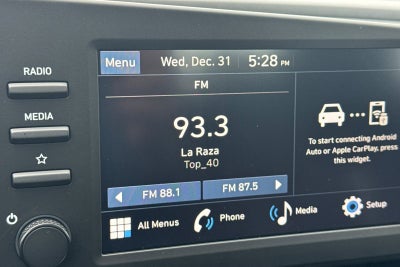 RADIO
MEDIA
Menu Wed, Dec. 31 5:28 PM
FM
93.3
La Raza
Top_40
FM 88.1 FM 87.5
To start connecting Android
Auto or Apple CarPlay, press
this widget.
All Menus Phone Media Setup